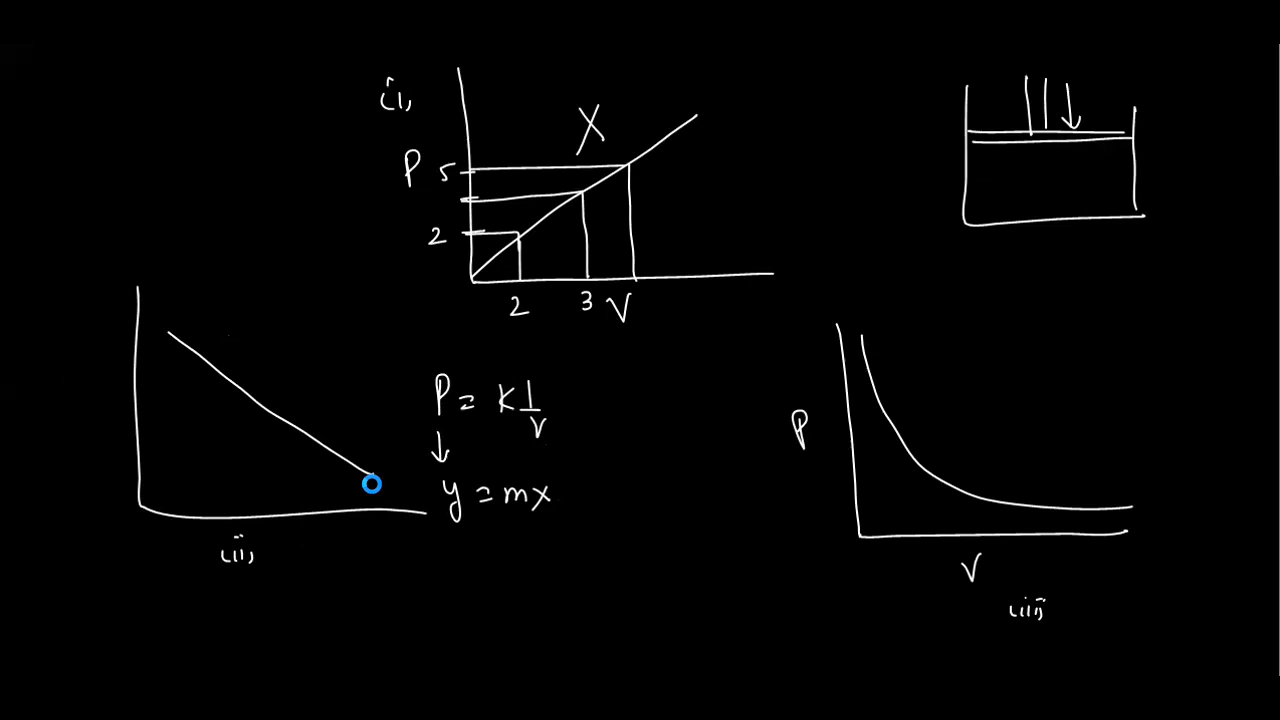 (i)
X
P 5
2
2 3 V
P = K 1/V
↓
y = mx
(ii)
P
V
(iii)